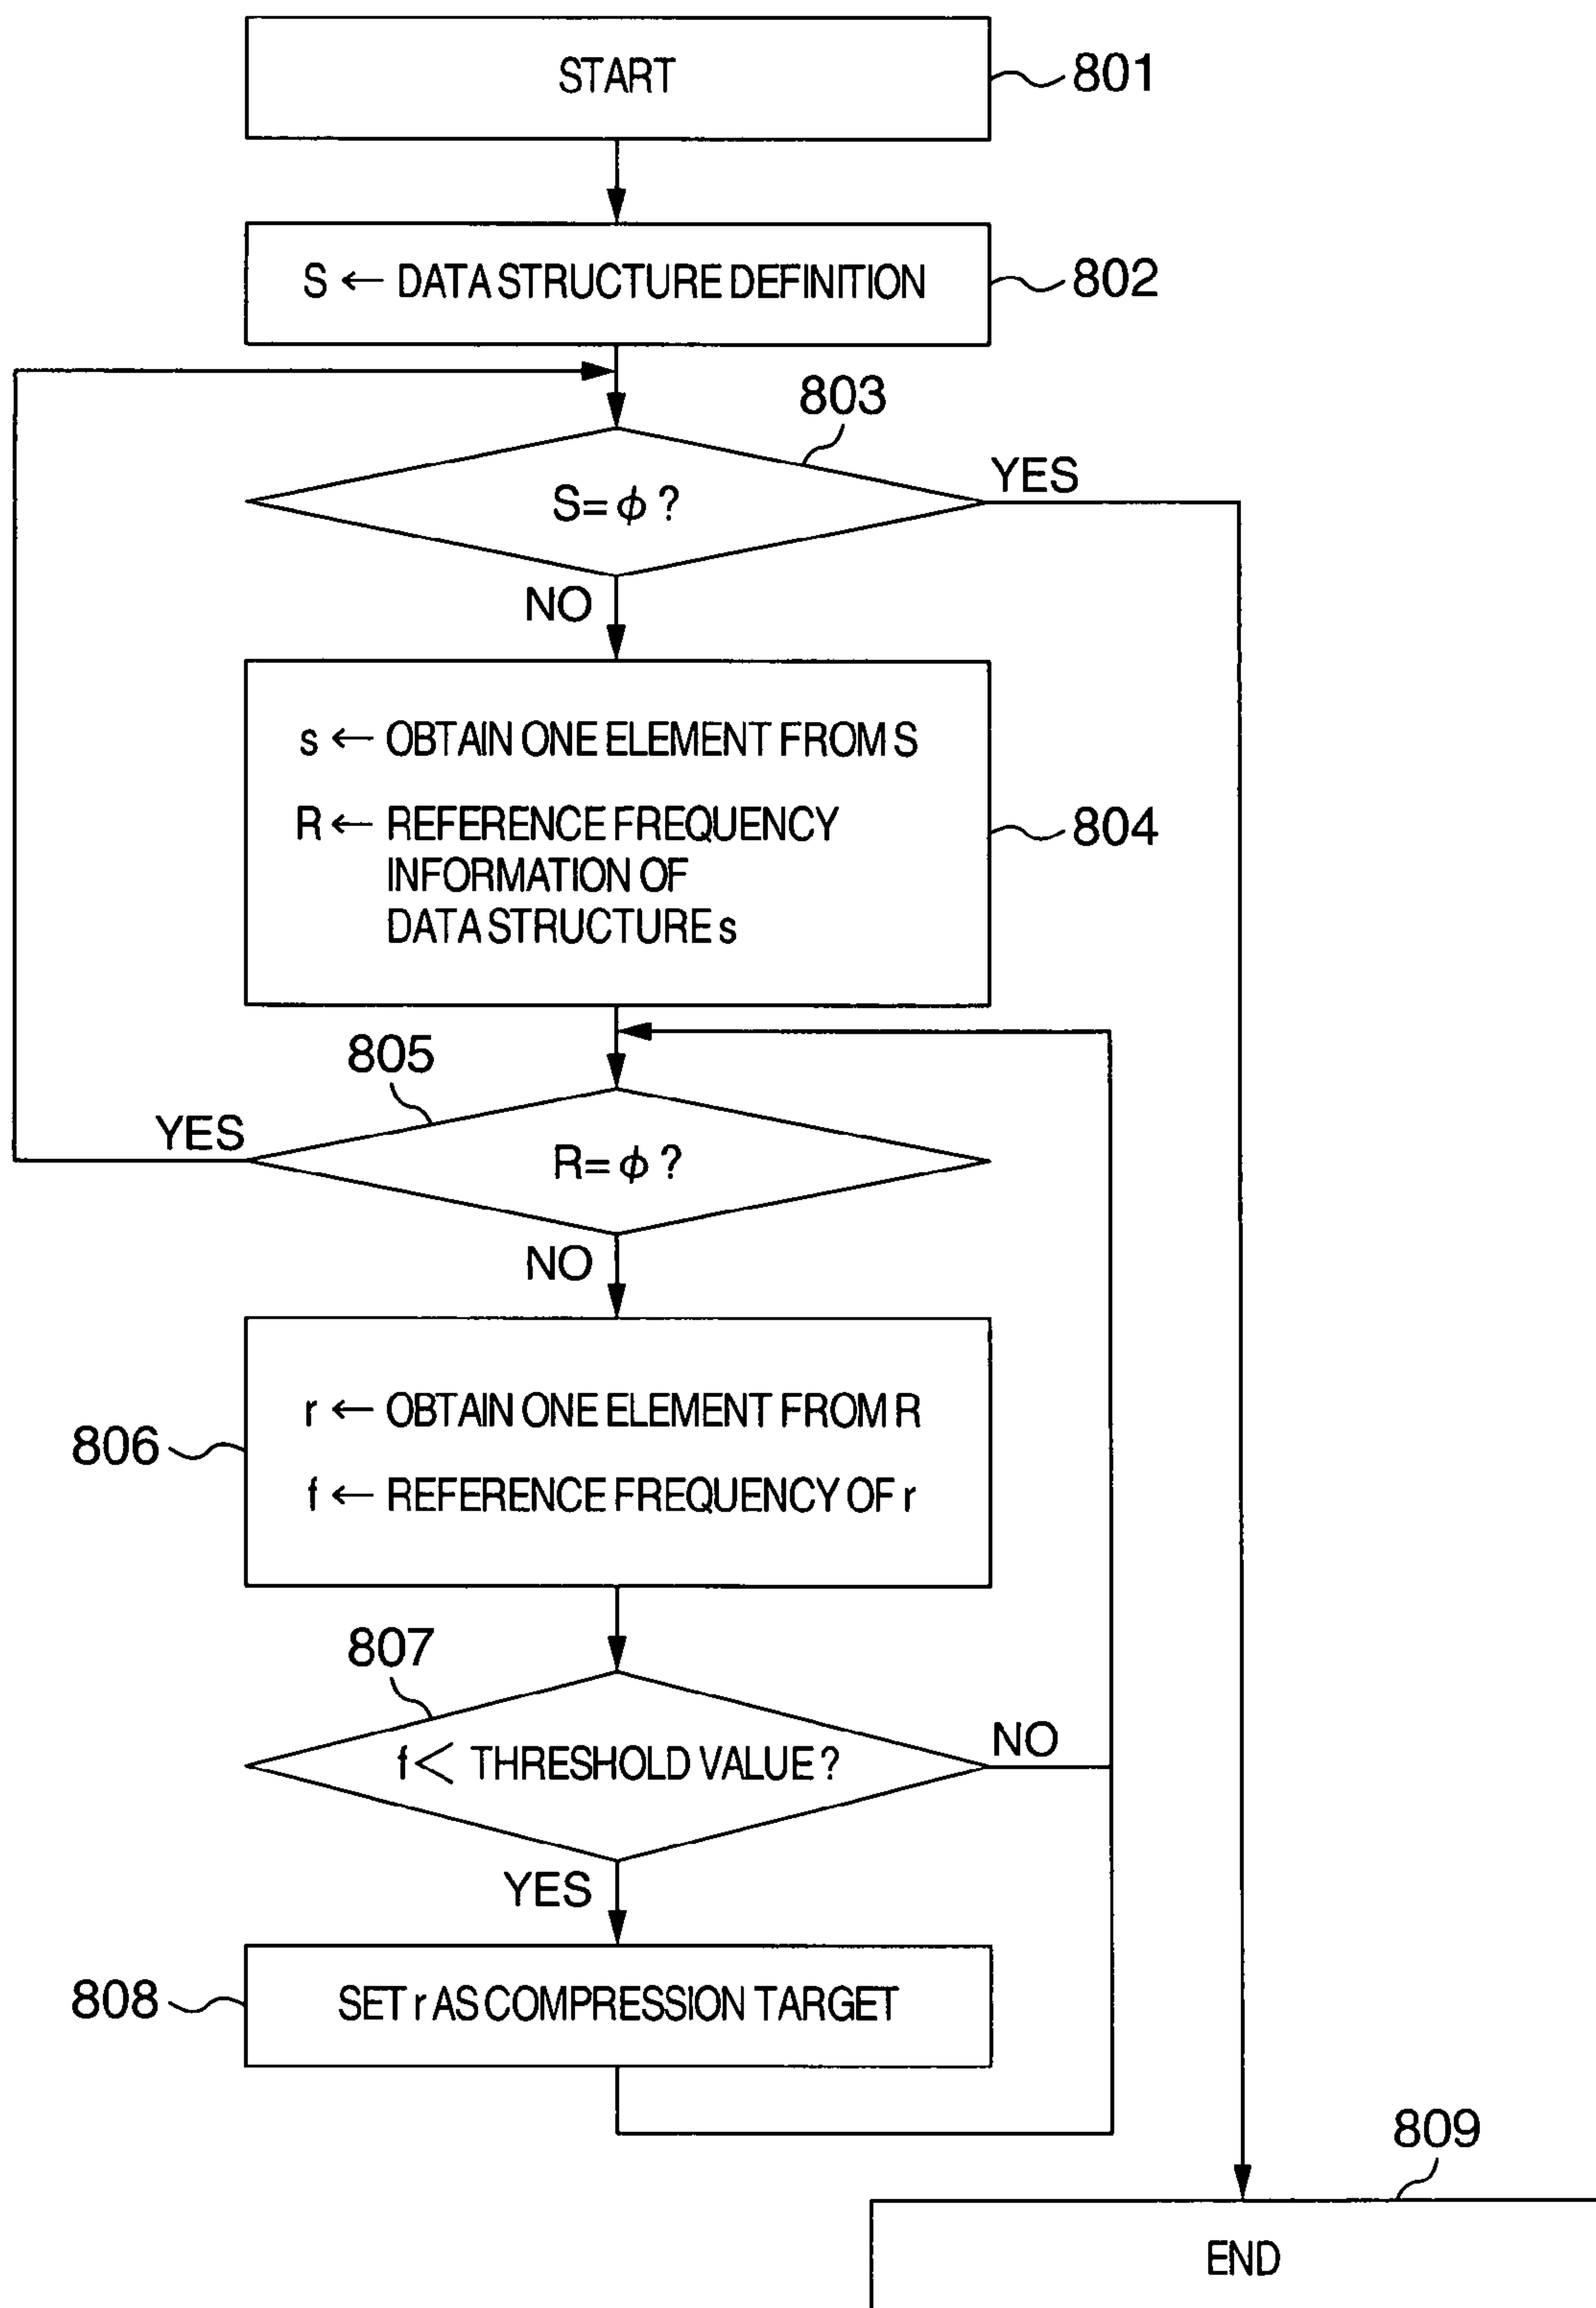 START
801
S ← DATA STRUCTURE DEFINITION
802
803
S=ϕ ?
YES
NO
s ← OBTAIN ONE ELEMENT FROM S
R ← REFERENCE FREQUENCY
INFORMATION OF
DATA STRUCTURE s
804
805
YES
R=ϕ ?
NO
r ← OBTAIN ONE ELEMENT FROM R
f ← REFERENCE FREQUENCY OF r
806
807
f< THRESHOLD VALUE ?
NO
YES
808
SET r AS COMPRESSION TARGET
809
END